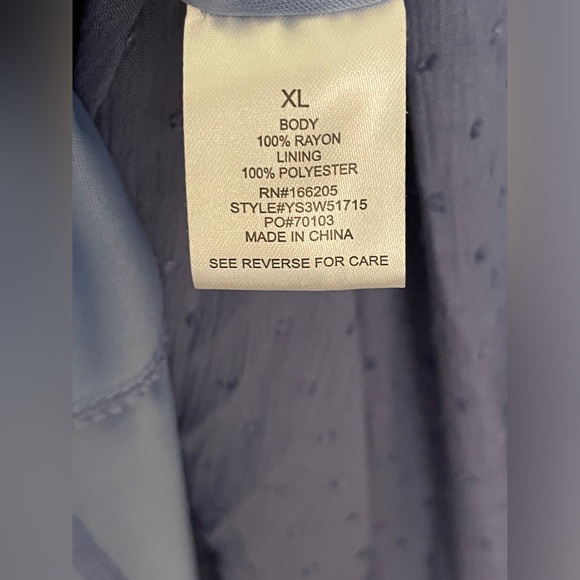 XL
BODY
100% RAYON
LINING
100% POLYESTER
RN#166205
STYLE#YS3W51715
PO#70103
MADE IN CHINA
SEE REVERSE FOR CARE